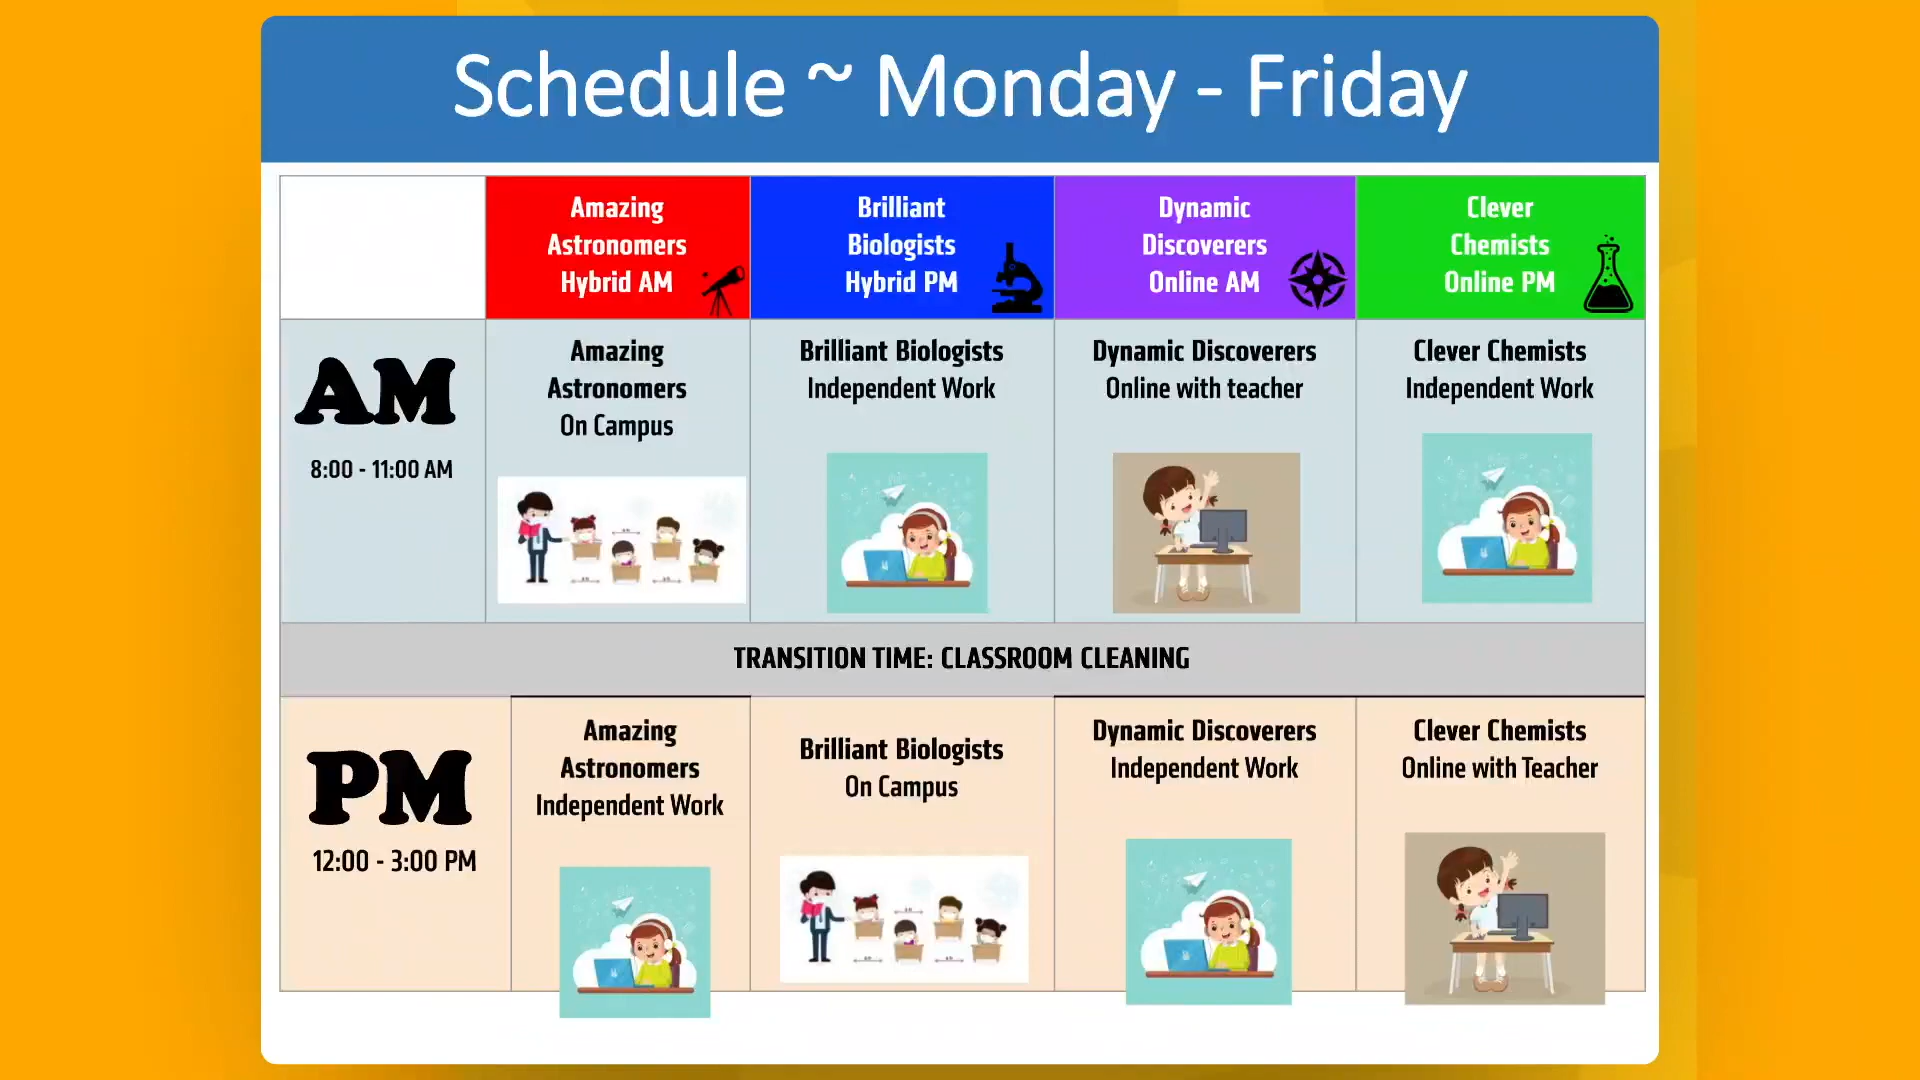 Schedule ~ Monday - Friday
Amazing
Astronomers
Hybrid AM
Brilliant
Biologists
Hybrid PM
Dynamic
Discoverers
Online AM
Clever
Chemists
Online PM
AM
8:00 - 11:00 AM
Amazing
Astronomers
On Campus
Brilliant Biologists
Independent Work
Dynamic Discoverers
Online with teacher
Clever Chemists
Independent Work
TRANSITION TIME: CLASSROOM CLEANING
PM
12:00 - 3:00 PM
Amazing
Astronomers
Independent Work
Brilliant Biologists
On Campus
Dynamic Discoverers
Independent Work
Clever Chemists
Online with Teacher